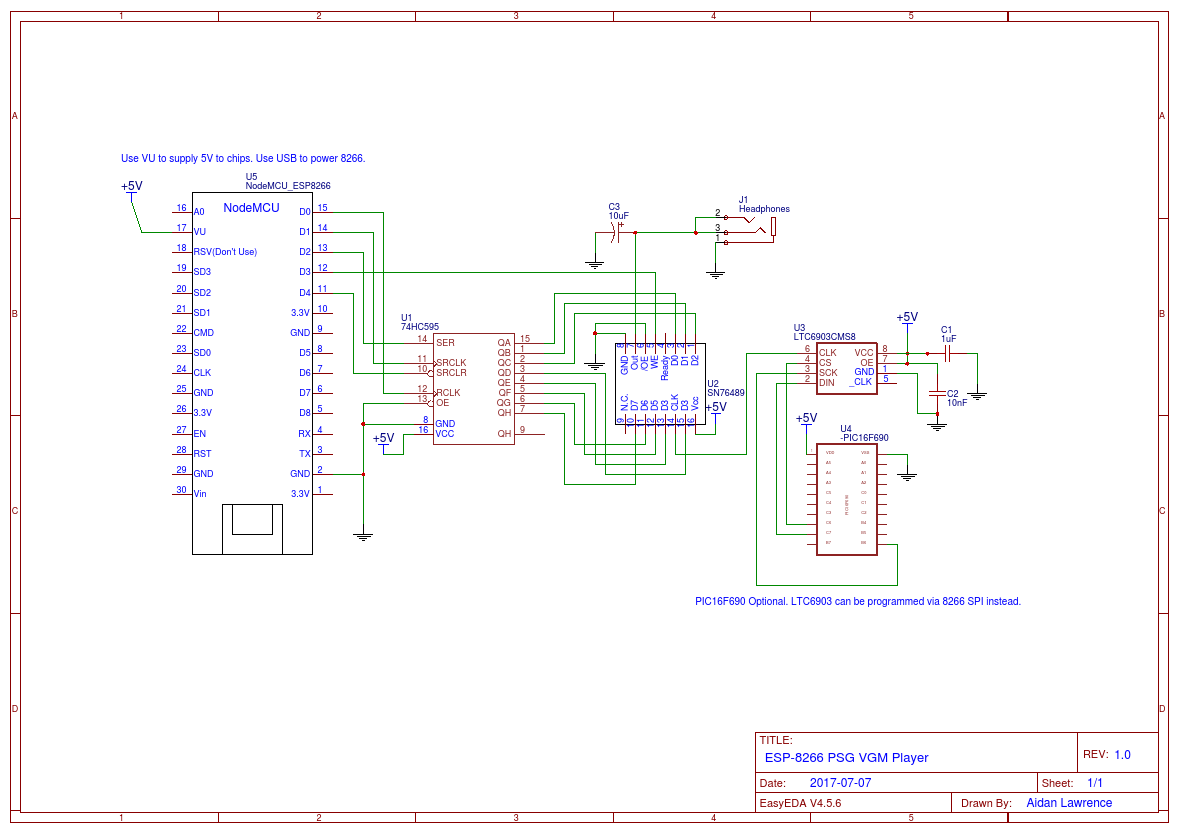 1 2 3 4 5
A A
B B
C C
D D
Use VU to supply 5V to chips. Use USB to power 8266.
+5V
U5
NodeMCU_ESP8266
NodeMCU
16 A0 D0 15
17 VU D1 14
18 RSV(Don't Use) D2 13
19 SD3 D3 12
20 SD2 D4 11
21 SD1 3.3V 10
22 CMD GND 9
23 SD0 D5 8
24 CLK D6 7
25 GND D7 6
26 3.3V D8 5
27 EN RX 4
28 RST TX 3
29 GND GND 2
30 Vin 3.3V 1
U1
74HC595
14 SER QA 15
QB 1
11 SRCLK QC 2
10 SRCLR QD 3
QE 4
12 RCLK QF 5
13 OE QG 6
QH 7
8 GND
16 VCC QH 9
+5V
C3
10uF
+
J1
Headphones
2
3
1
8 7 6 5 4 3 2 1
GND Out /OE WE Ready D0 D1 D2
N.C. D7 D6 D5 D3 CLK D3 Vcc
9 10 11 12 13 14 15 16
U2
SN76489
+5V
U3
LTC6903CMS8
6 CLK VCC 8
4 CS OE 7
3 SCK GND 1
2 DIN _CLK 5
+5V
C1
1uF
C2
10nF
+5V
U4
-PIC16F690
PIC16F690 Optional. LTC6903 can be programmed via 8266 SPI instead.
TITLE:
ESP-8266 PSG VGM Player
REV: 1.0
Date: 2017-07-07
Sheet: 1/1
EasyEDA V4.5.6
Drawn By: Aidan Lawrence
1 2 3 4 5